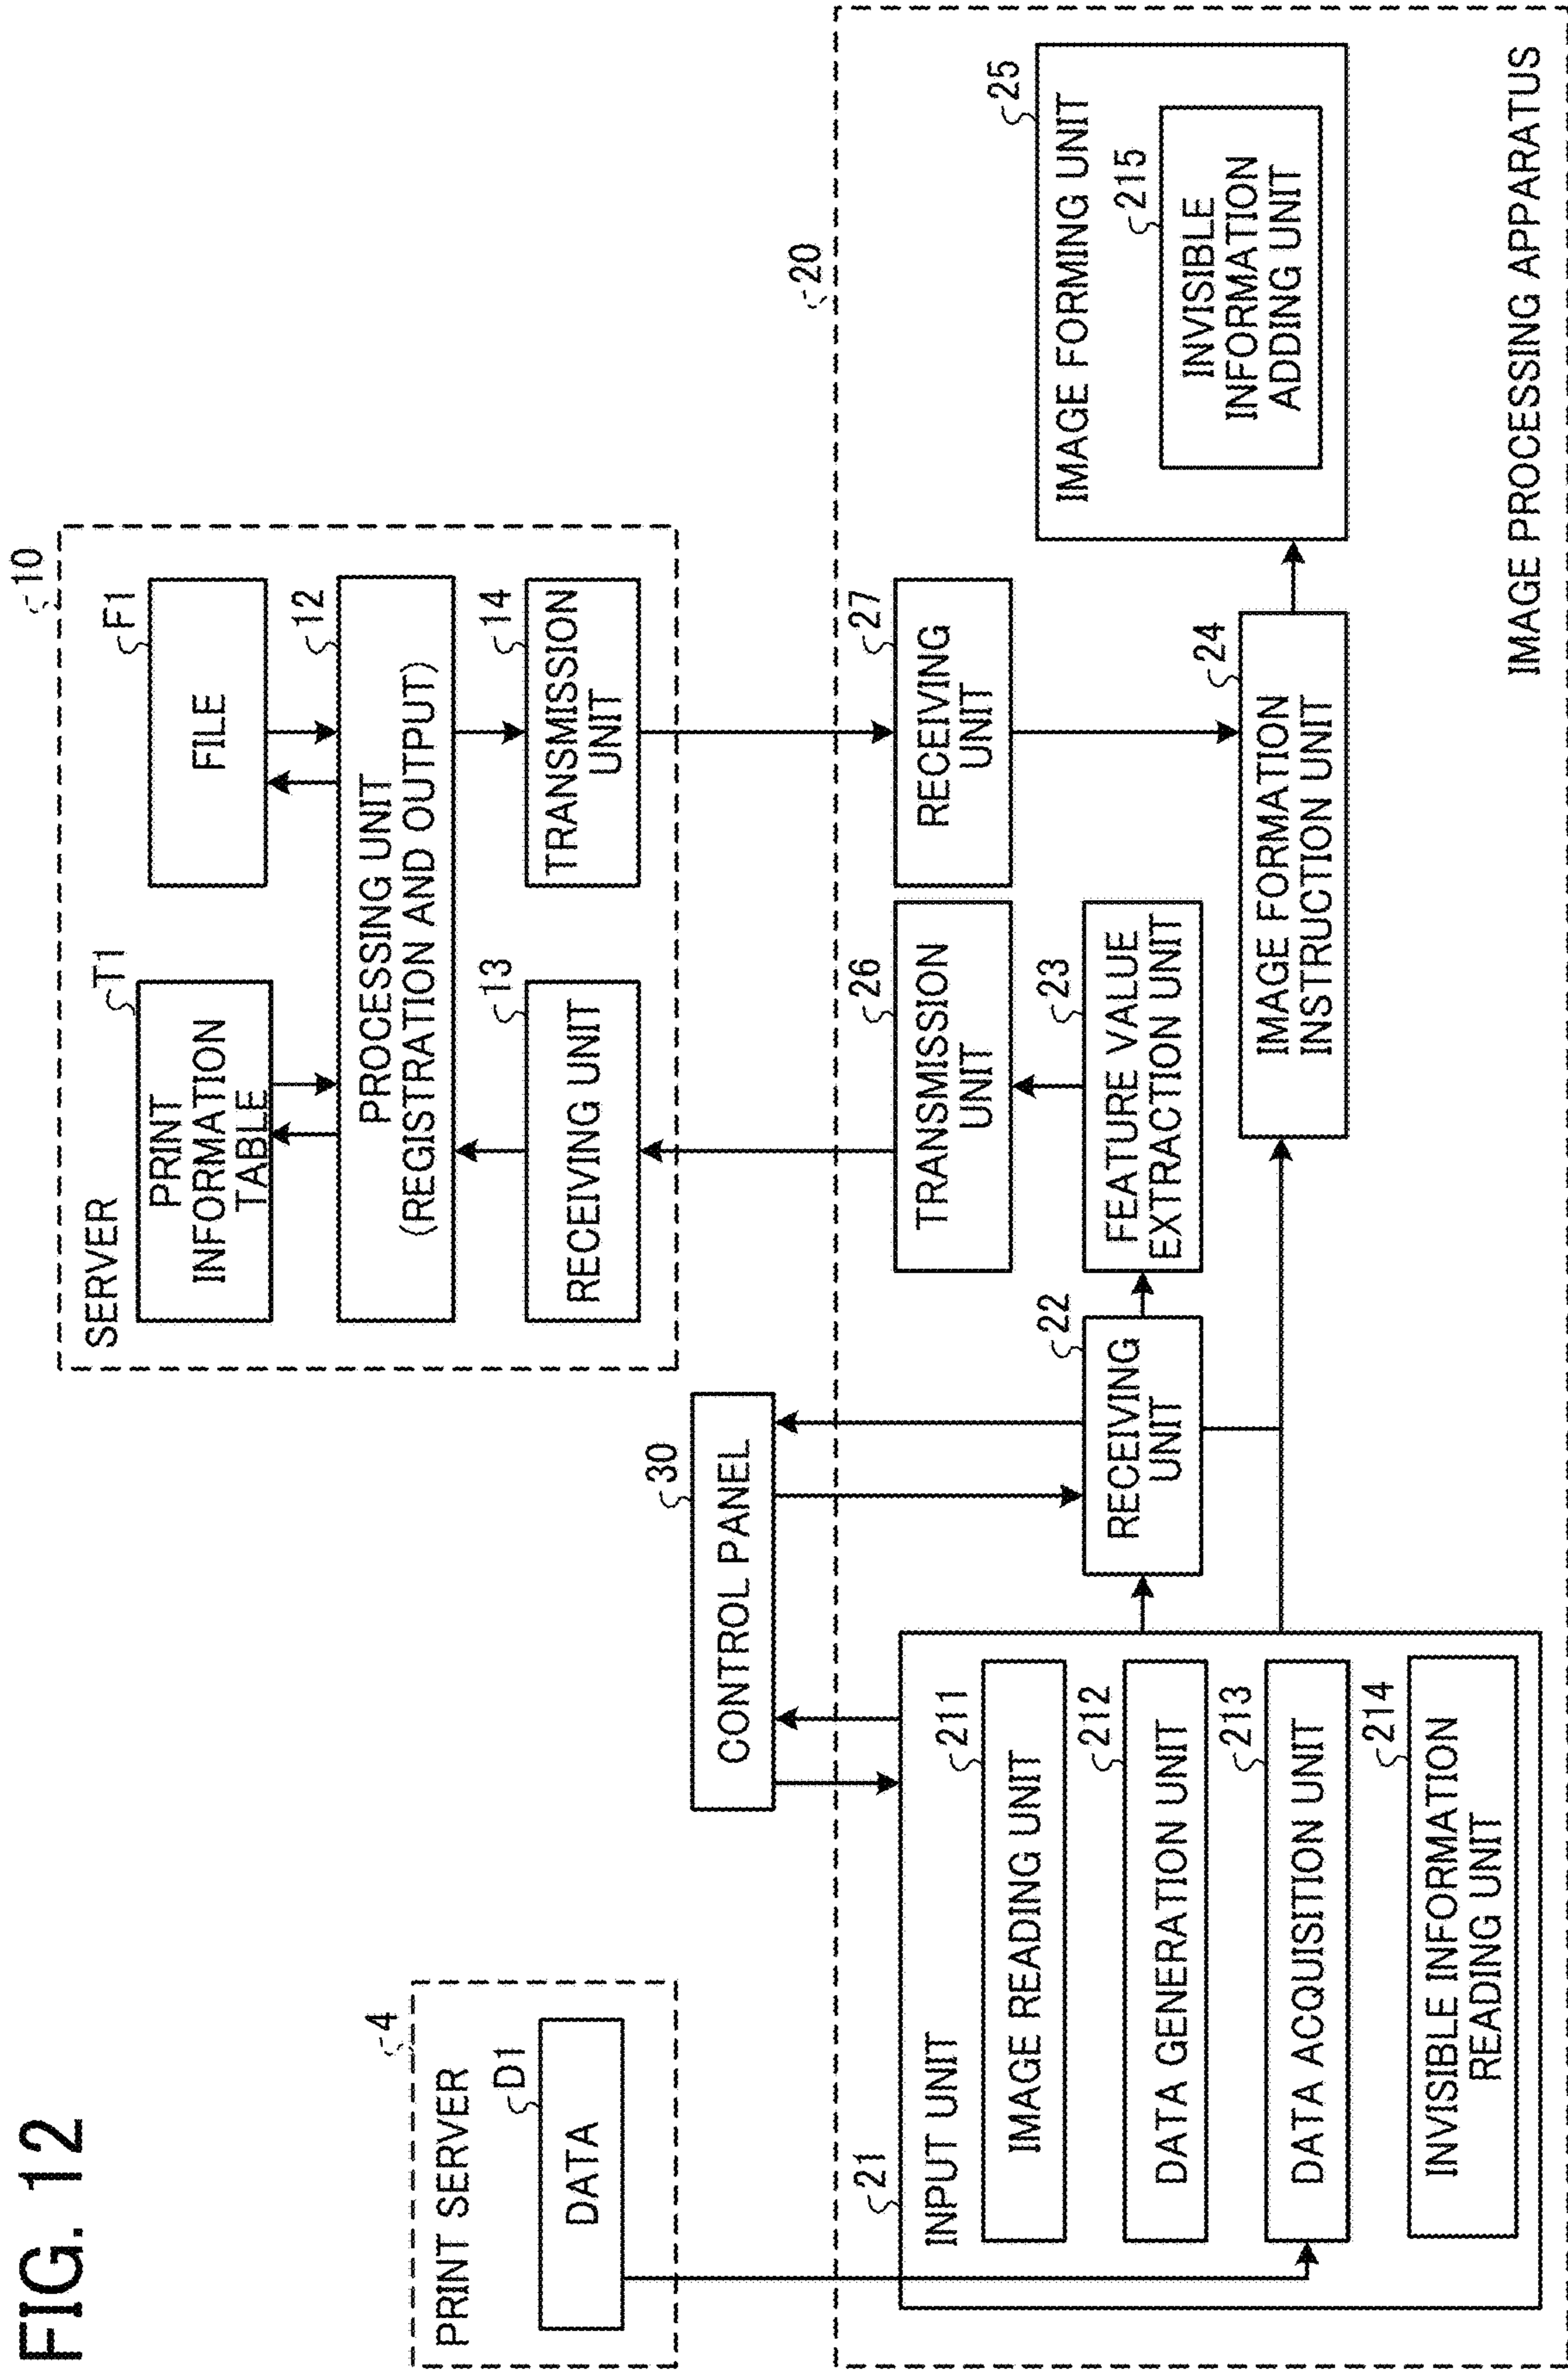 FIG. 12
PRINT SERVER
4
D1
DATA
SERVER
10
T1
PRINT
INFORMATION
TABLE
F1
FILE
12
PROCESSING UNIT
(REGISTRATION AND OUTPUT)
13
RECEIVING UNIT
14
TRANSMISSION
UNIT
30
CONTROL PANEL
20
21
INPUT UNIT
211
IMAGE READING UNIT
212
DATA GENERATION UNIT
213
DATA ACQUISITION UNIT
214
INVISIBLE INFORMATION
READING UNIT
22
RECEIVING
UNIT
26
TRANSMISSION
UNIT
23
FEATURE VALUE
EXTRACTION UNIT
27
RECEIVING
UNIT
24
IMAGE FORMATION
INSTRUCTION UNIT
25
IMAGE FORMING UNIT
215
INVISIBLE
INFORMATION
ADDING UNIT
IMAGE PROCESSING APPARATUS